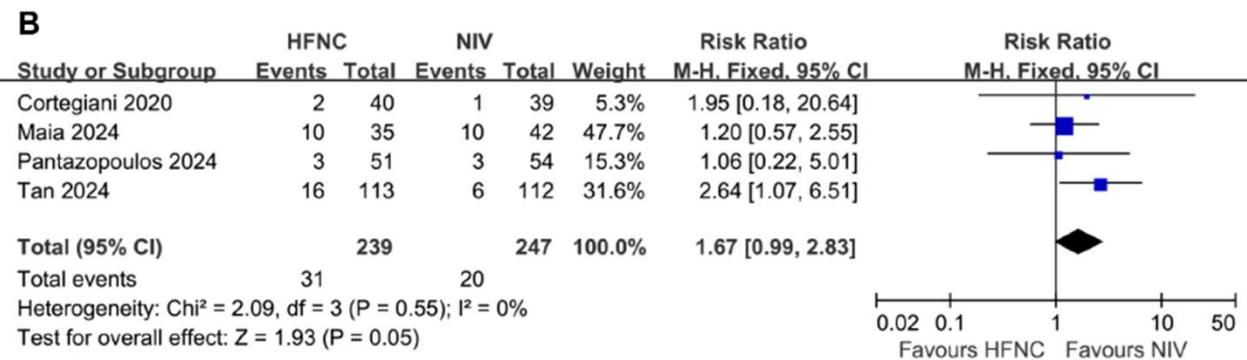 B
HFNC NIV Risk Ratio Risk Ratio
Study or Subgroup Events Total Events Total Weight M-H, Fixed, 95% CI M-H, Fixed, 95% CI
Cortegiani 2020 2 40 1 39 5.3% 1.95 [0.18, 20.64]
Maia 2024 10 35 10 42 47.7% 1.20 [0.57, 2.55]
Pantazopoulos 2024 3 51 3 54 15.3% 1.06 [0.22, 5.01]
Tan 2024 16 113 6 112 31.6% 2.64 [1.07, 6.51]
Total (95% CI) 239 247 100.0% 1.67 [0.99, 2.83]
Total events 31 20
Heterogeneity: Chi² = 2.09, df = 3 (P = 0.55); I² = 0%
Test for overall effect: Z = 1.93 (P = 0.05)
0.02 0.1 1 10 50
Favours HFNC Favours NIV